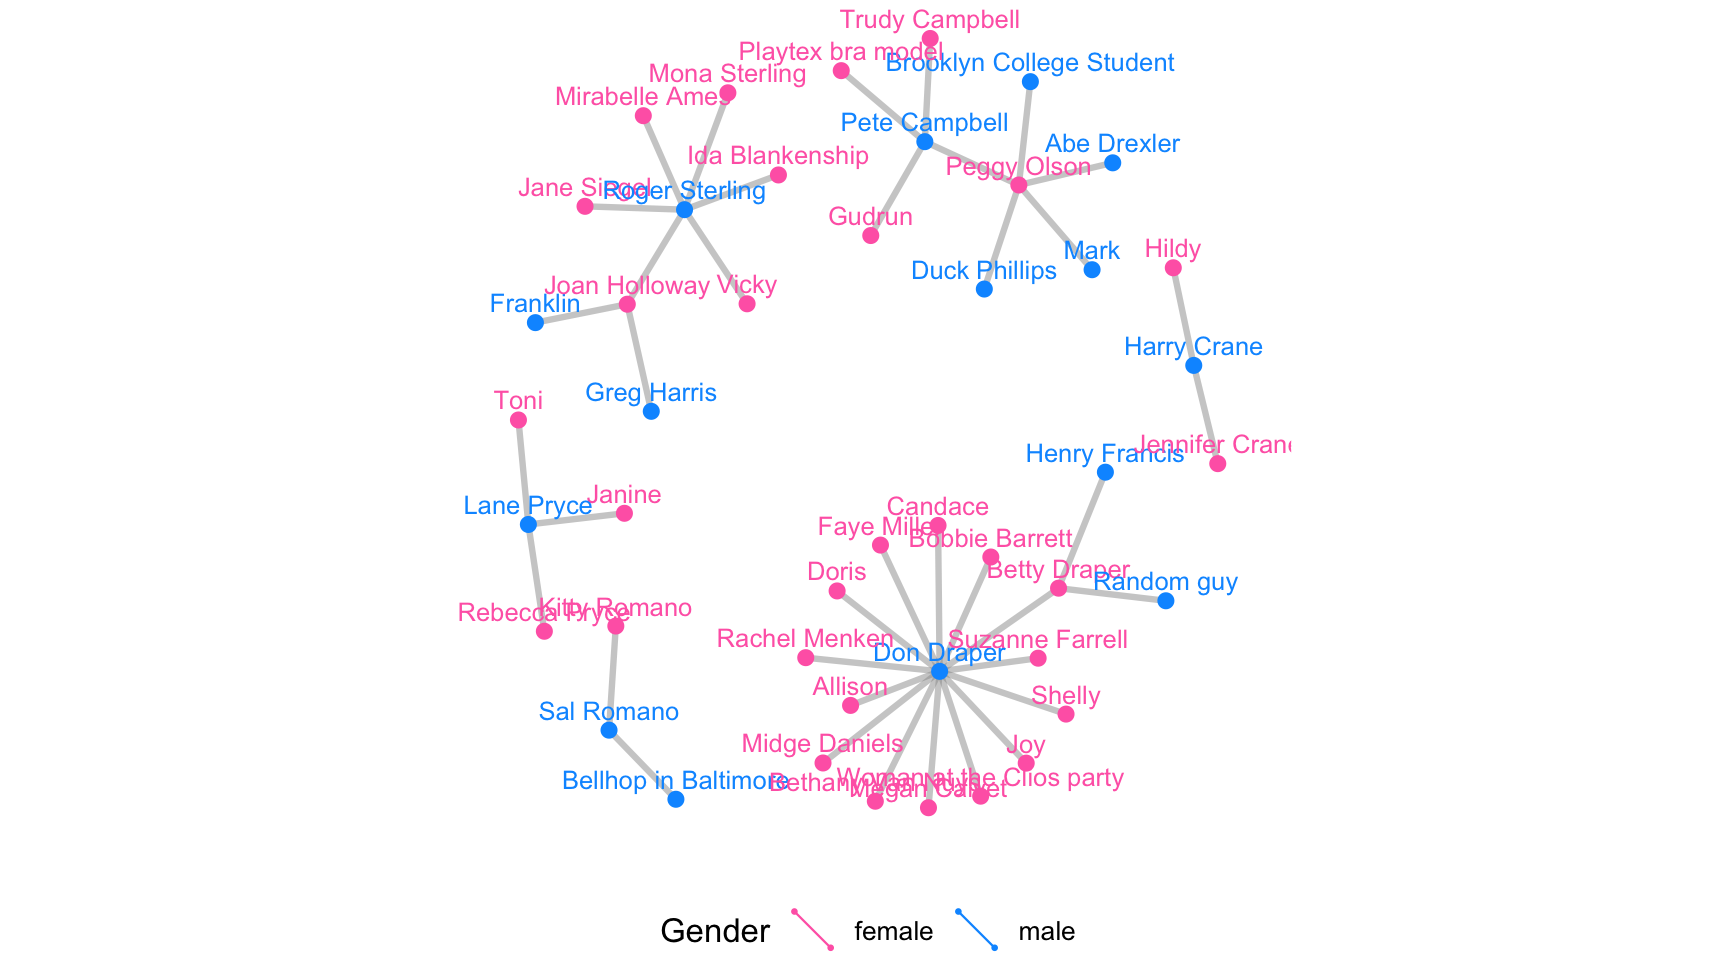 Trudy Campbell
Playtex bra model
Brooklyn College Student
Mona Sterling
Mirabelle Ames
Pete Campbell
Abe Drexler
Ida Blankenship
Peggy Olson
Jane Siegel
Roger Sterling
Gudrun
Hildy
Mark
Duck Phillips
Joan Holloway
Vicky
Franklin
Harry Crane
Greg Harris
Toni
Jennifer Crane
Henry Francis
Janine
Lane Pryce
Candace
Faye Miller
Bobbie Barrett
Doris
Betty Draper
Random guy
Kitty Romano
Rebecca Pryce
Rachel Menken
Suzanne Farrell
Don Draper
Allison
Shelly
Sal Romano
Midge Daniels
Joy
Bellhop in Baltimore
Woman at the Clios party
Bethany Van Nuys
Megan Calvet
Gender female male